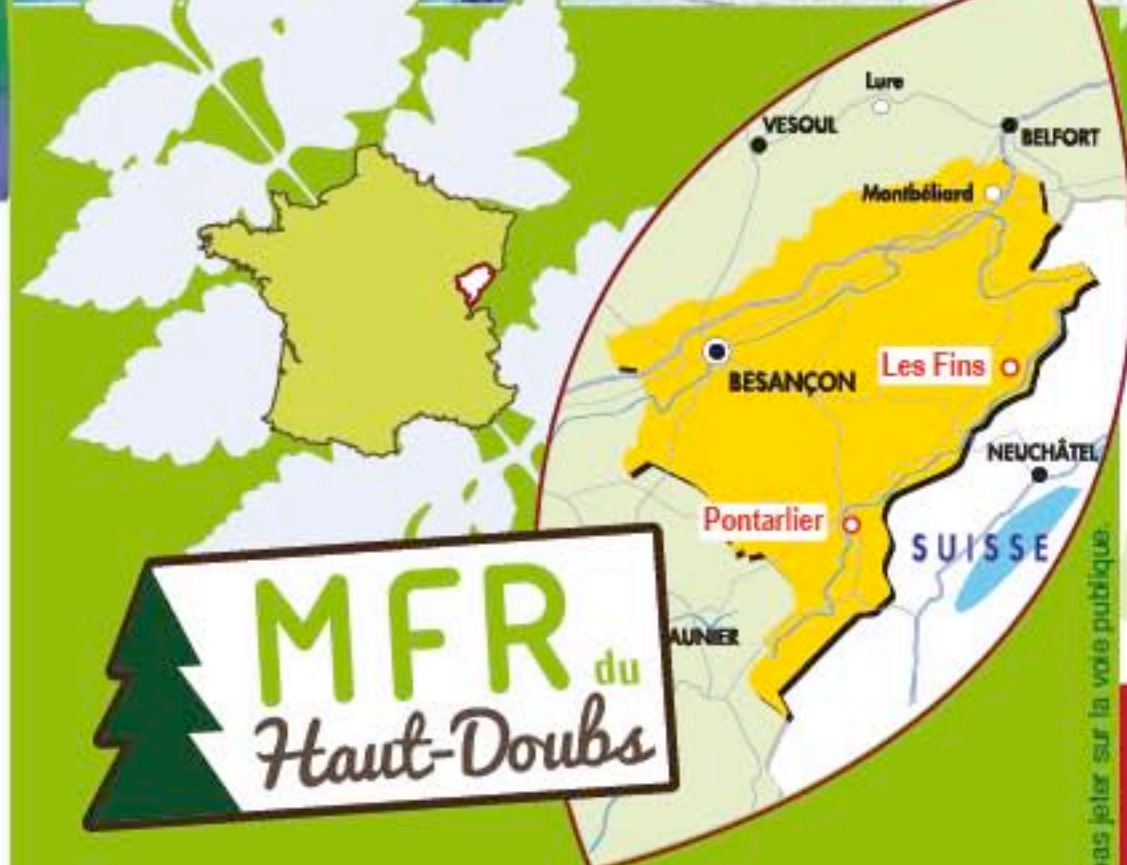 Lure
VESOUL
BELFORT
Montbéliard
BESANÇON
Les Fins
NEUCHÂTEL
Pontarlier
SUISSE
AUNIER
MFR du
Haut-Doubs
as jeter sur la voie publique.